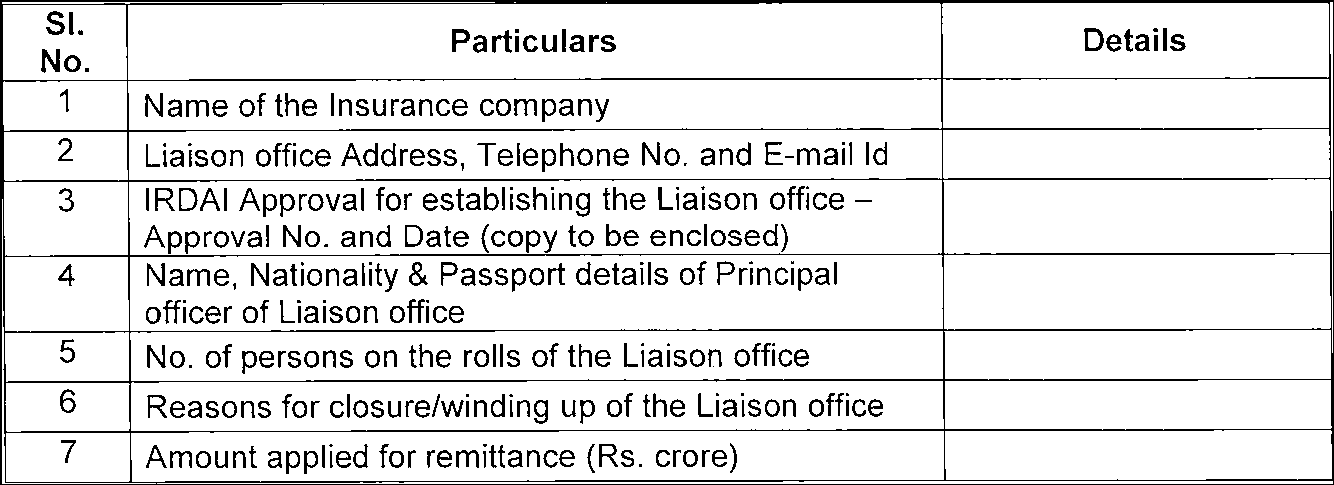 Sl.
No.
Particulars
Details
1
Name of the Insurance company
2
Liaison office Address, Telephone No. and E-mail Id
3
IRDAI Approval for establishing the Liaison office –
Approval No. and Date (copy to be enclosed)
4
Name, Nationality & Passport details of Principal
officer of Liaison office
5
No. of persons on the rolls of the Liaison office
6
Reasons for closure/winding up of the Liaison office
7
Amount applied for remittance (Rs. crore)